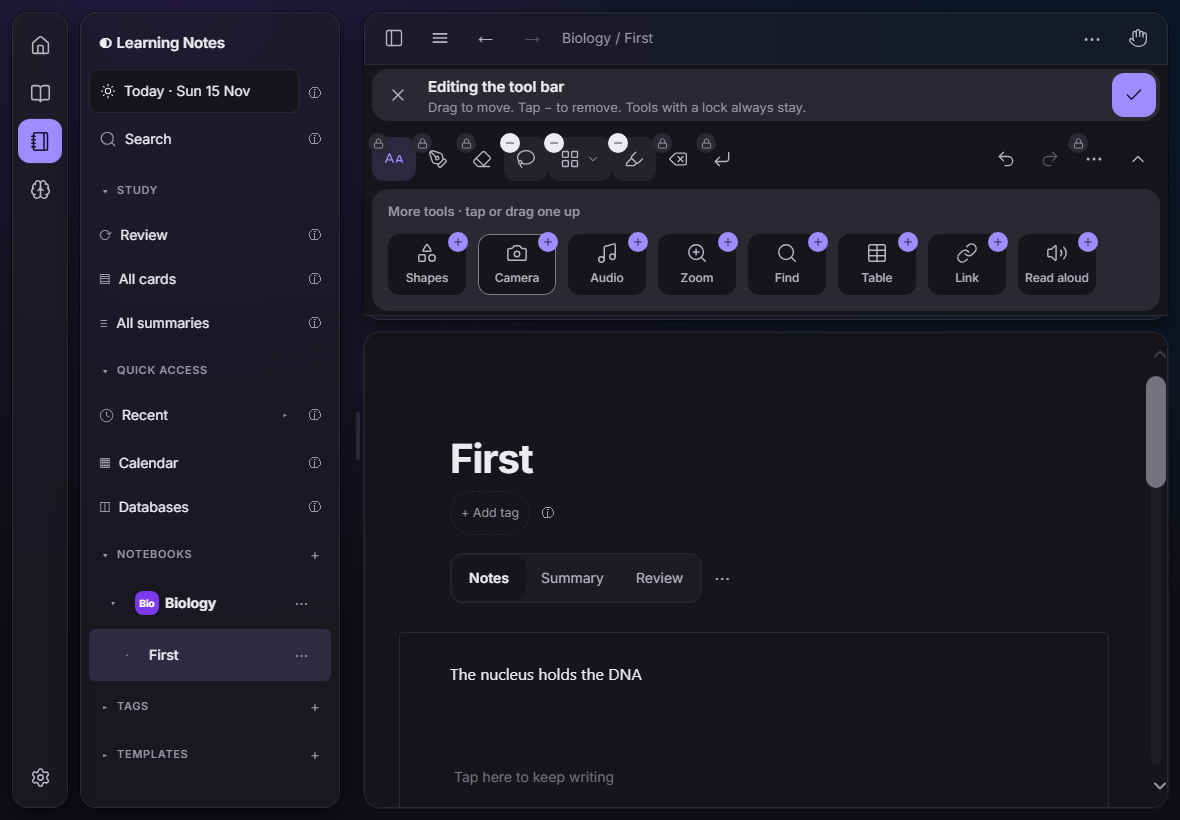 Learning Notes
Today · Sun 15 Nov
Search
STUDY
Review
All cards
All summaries
QUICK ACCESS
Recent
Calendar
Databases
NOTEBOOKS
Bio Biology
First
TAGS
TEMPLATES
Biology / First
Editing the tool bar
Drag to move. Tap – to remove. Tools with a lock always stay.
AA
More tools · tap or drag one up
Shapes Camera Audio Zoom Find Table Link Read aloud
First
+ Add tag
Notes Summary Review
The nucleus holds the DNA
Tap here to keep writing